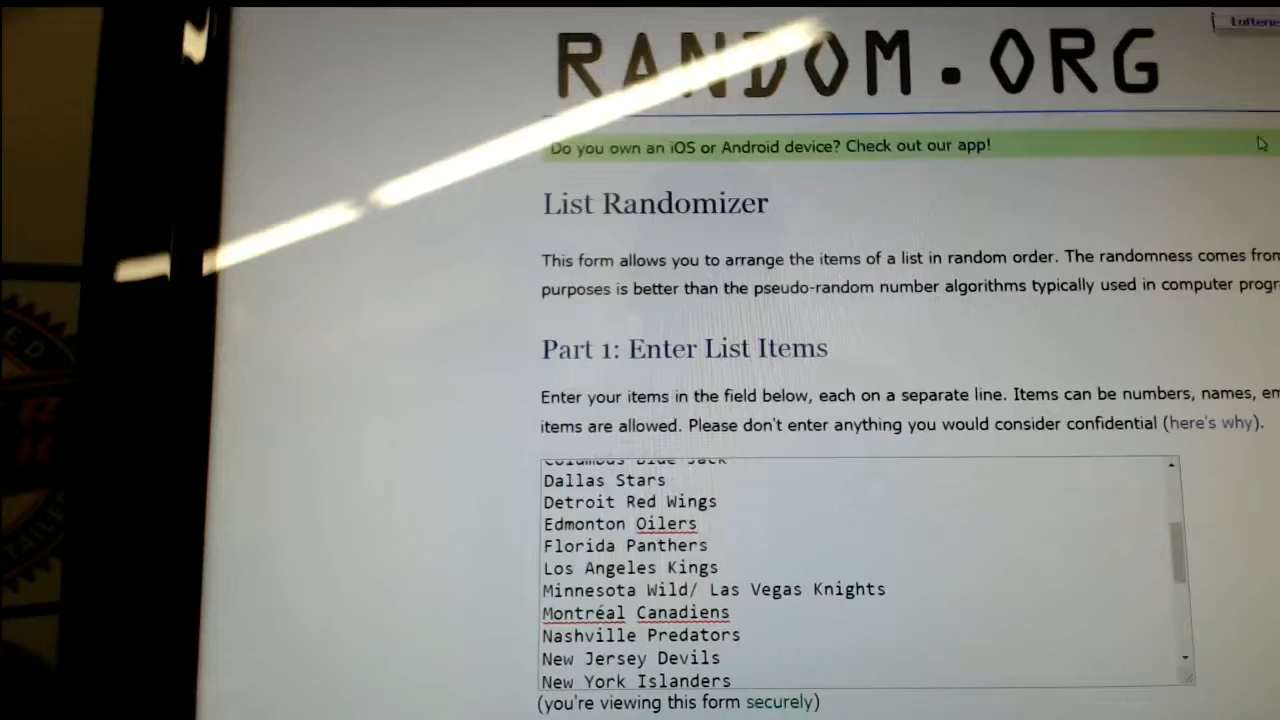 Loftene
RANDOM.ORG
Do you own an iOS or Android device? Check out our app!
List Randomizer
This form allows you to arrange the items of a list in random order. The randomness comes from
purposes is better than the pseudo-random number algorithms typically used in computer progr
Part 1: Enter List Items
Enter your items in the field below, each on a separate line. Items can be numbers, names, em
items are allowed. Please don't enter anything you would consider confidential (here's why).
Columbus Blue Jack
Dallas Stars
Detroit Red Wings
Edmonton Oilers
Florida Panthers
Los Angeles Kings
Minnesota Wild/ Las Vegas Knights
Montréal Canadiens
Nashville Predators
New Jersey Devils
New York Islanders
(you're viewing this form securely)